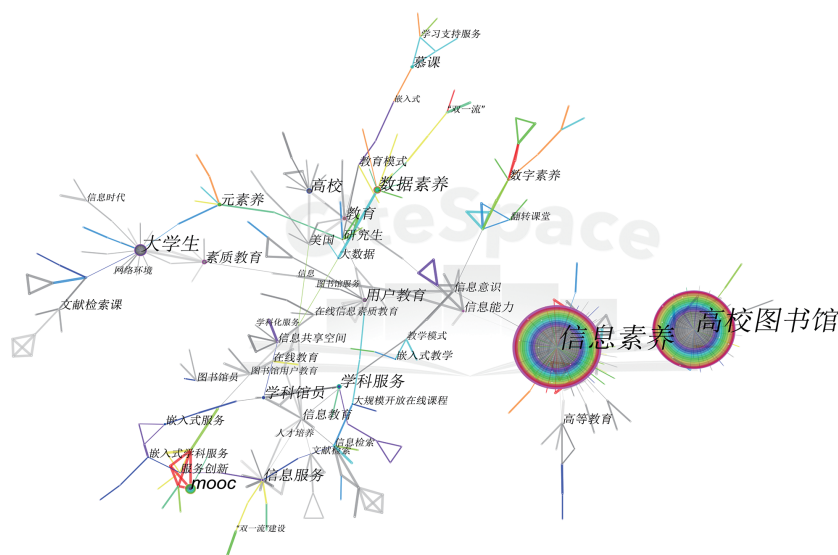 学习支持服务
慕课
嵌入式
“双一流”
教育模式
数字素养
高校
数据素养
信息时代
元素养
教育
翻转课堂
CiteSpace
大学生
美国
研究生
素质教育
大数据
网络环境
信息
图书馆服务
信息意识
文献检索课
用户教育
信息能力
在线信息素质教育
高校图书馆
学科化服务
信息共享空间
教学模式
信息素养
在线教育
嵌入式教学
图书馆员
图书馆用户教育
学科服务
学科馆员
大规模开放在线课程
嵌入式服务
信息教育
高等教育
人才培养
信息检索
文献检索
嵌入式学科服务
服务创新
信息服务
mooc
“双一流”建设